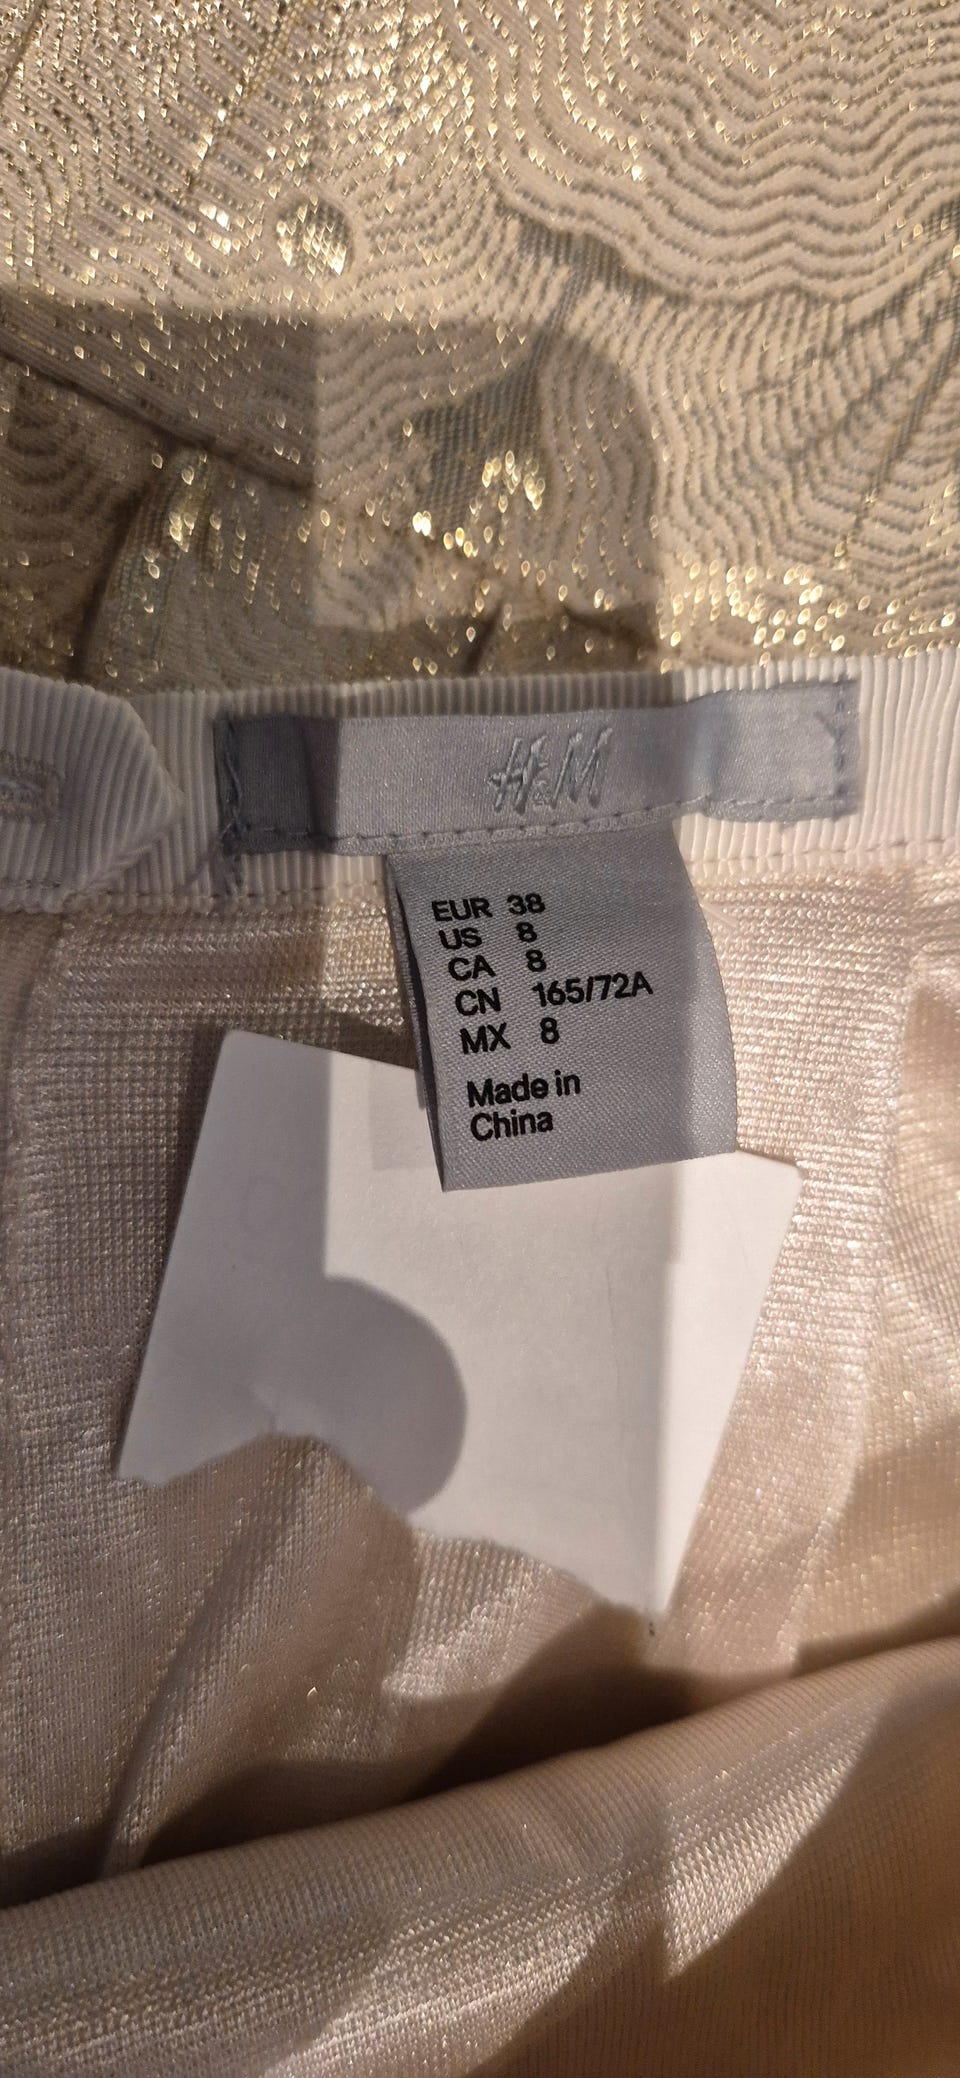 H&M
EUR 38
US 8
CA 8
CN 165/72A
MX 8
Made in
China